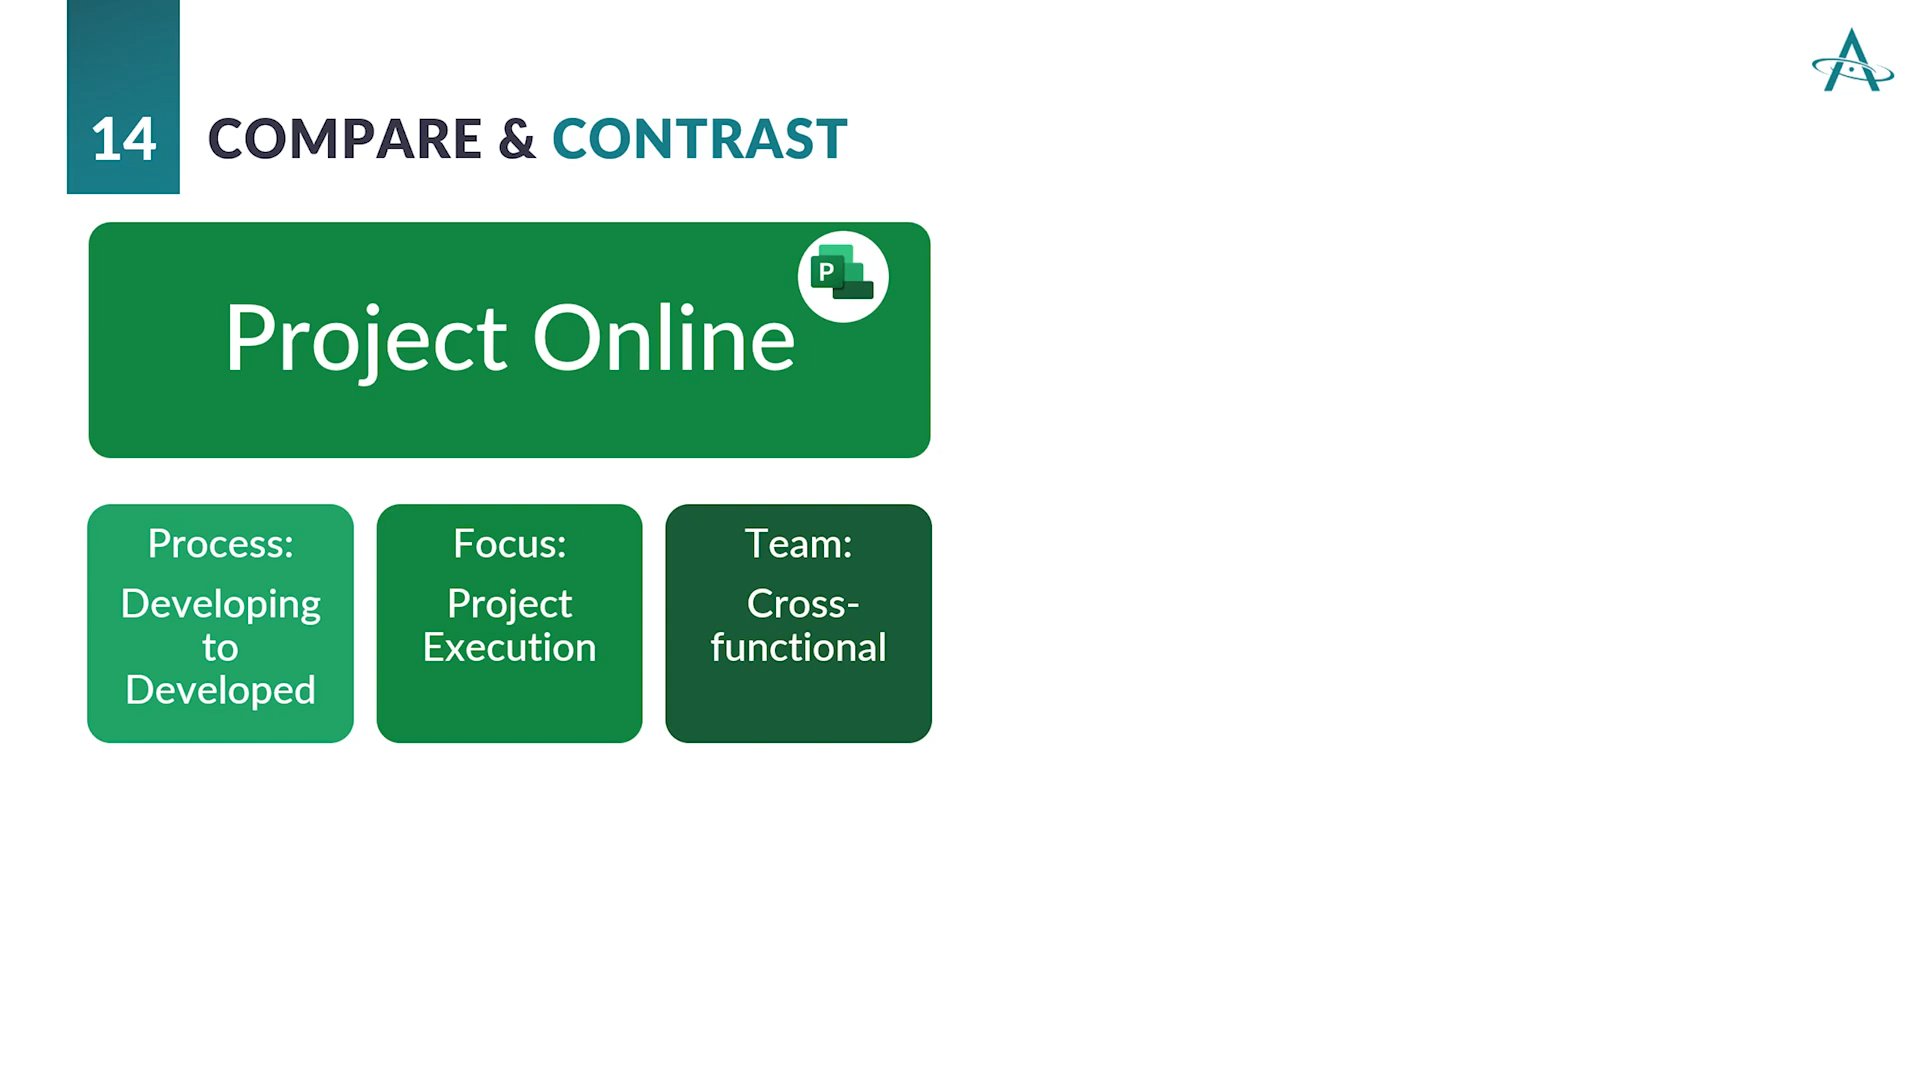 14
COMPARE & CONTRAST
P
Project Online
Process:
Developing
to
Developed
Focus:
Project
Execution
Team:
Cross-
functional